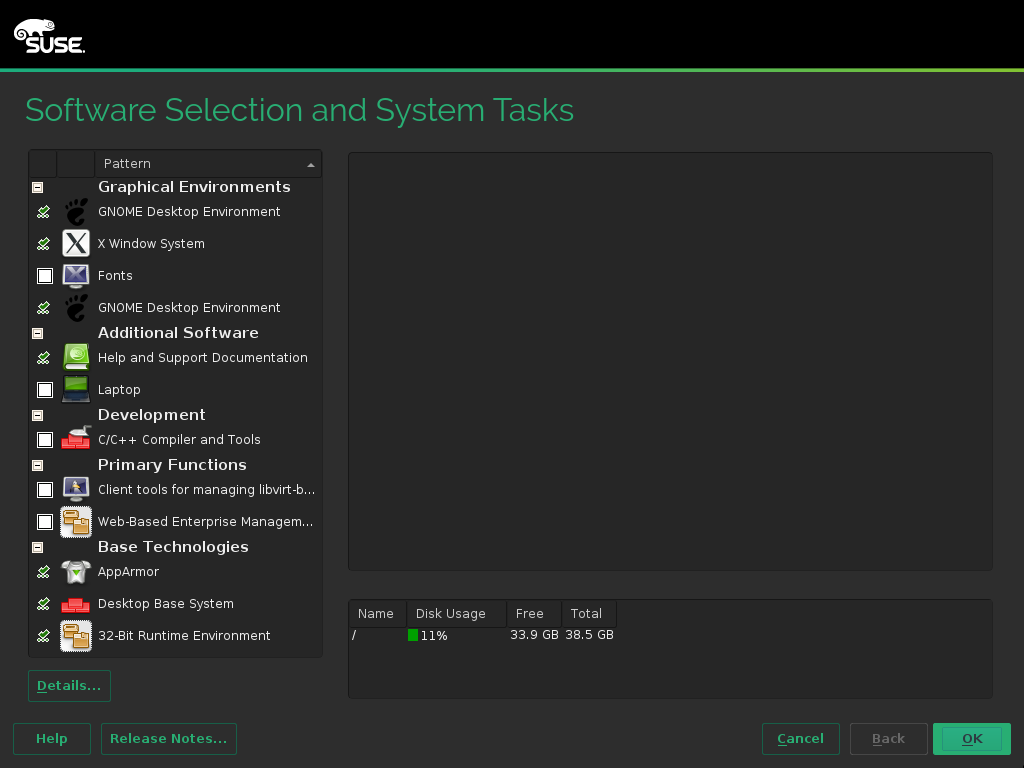 SUSE.
Software Selection and System Tasks
Pattern
Graphical Environments
GNOME Desktop Environment
X Window System
Fonts
GNOME Desktop Environment
Additional Software
Help and Support Documentation
Laptop
Development
C/C++ Compiler and Tools
Primary Functions
Client tools for managing libvirt-b...
Web-Based Enterprise Managem...
Base Technologies
AppArmor
Desktop Base System
32-Bit Runtime Environment
Name Disk Usage Free Total
/ 11% 33.9 GB 38.5 GB
Details...
Help Release Notes... Cancel Back OK